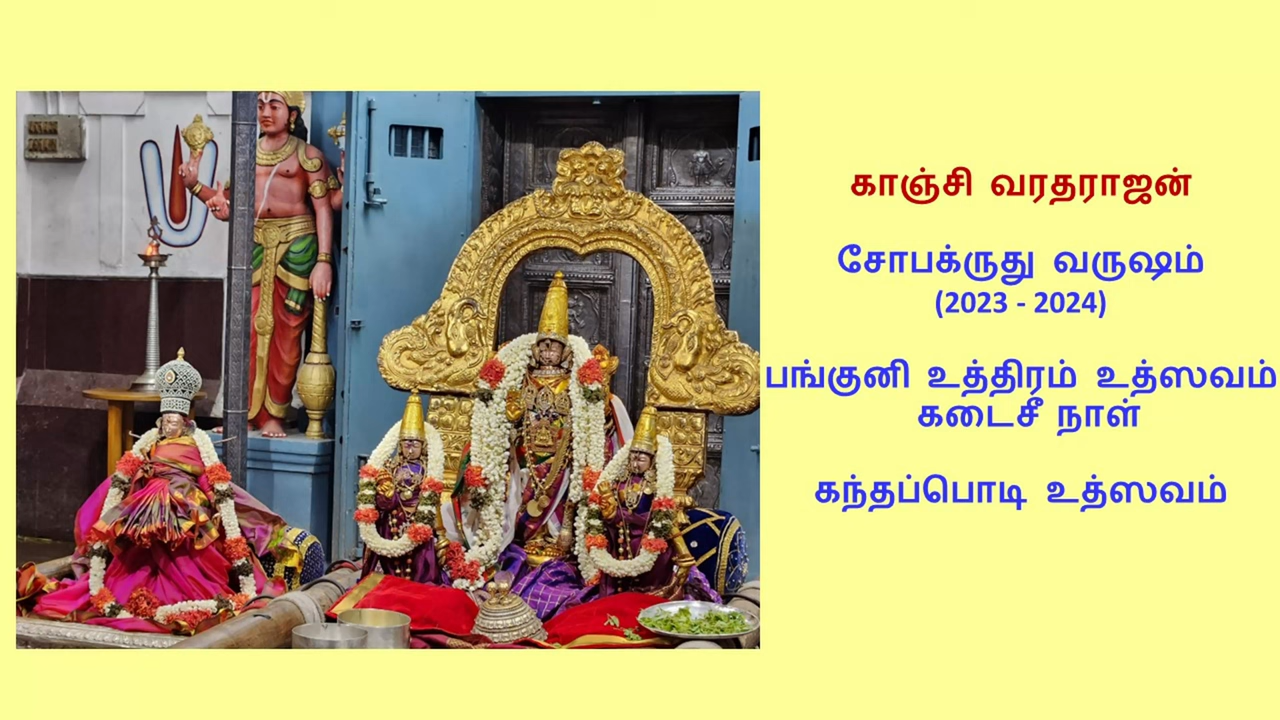 காஞ்சி வரதராஜன்
சோபக்ருது வருஷம்
(2023 - 2024)
பங்குனி உத்திரம் உத்ஸவம்
கடைசீ நாள்
கந்தப்பொடி உத்ஸவம்